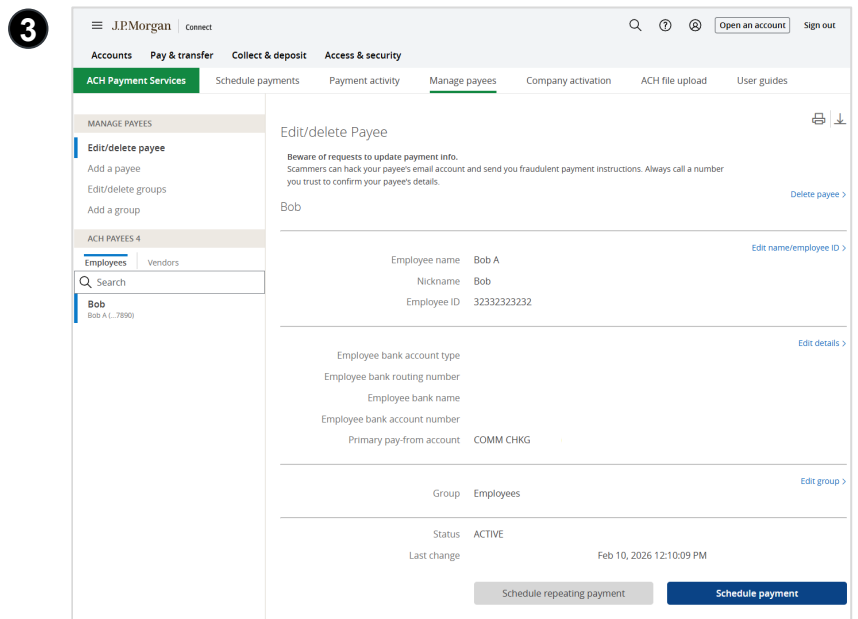 3
J.P.Morgan | Connect
Open an account
Sign out
Accounts Pay & transfer Collect & deposit Access & security
ACH Payment Services Schedule payments Payment activity Manage payees Company activation ACH file upload User guides
MANAGE PAYEES
Edit/delete payee
Add a payee
Edit/delete groups
Add a group
ACH PAYEES 4
Employees Vendors
Search
Bob
Bob A (...7890)
Edit/delete Payee
Beware of requests to update payment info.
Scammers can hack your payee's email account and send you fraudulent payment instructions. Always call a number
you trust to confirm your payee's details.
Delete payee >
Bob
Edit name/employee ID >
Employee name Bob A
Nickname Bob
Employee ID 32332323232
Edit details >
Employee bank account type
Employee bank routing number
Employee bank name
Employee bank account number
Primary pay-from account COMM CHKG
Edit group >
Group Employees
Status ACTIVE
Last change Feb 10, 2026 12:10:09 PM
Schedule repeating payment Schedule payment